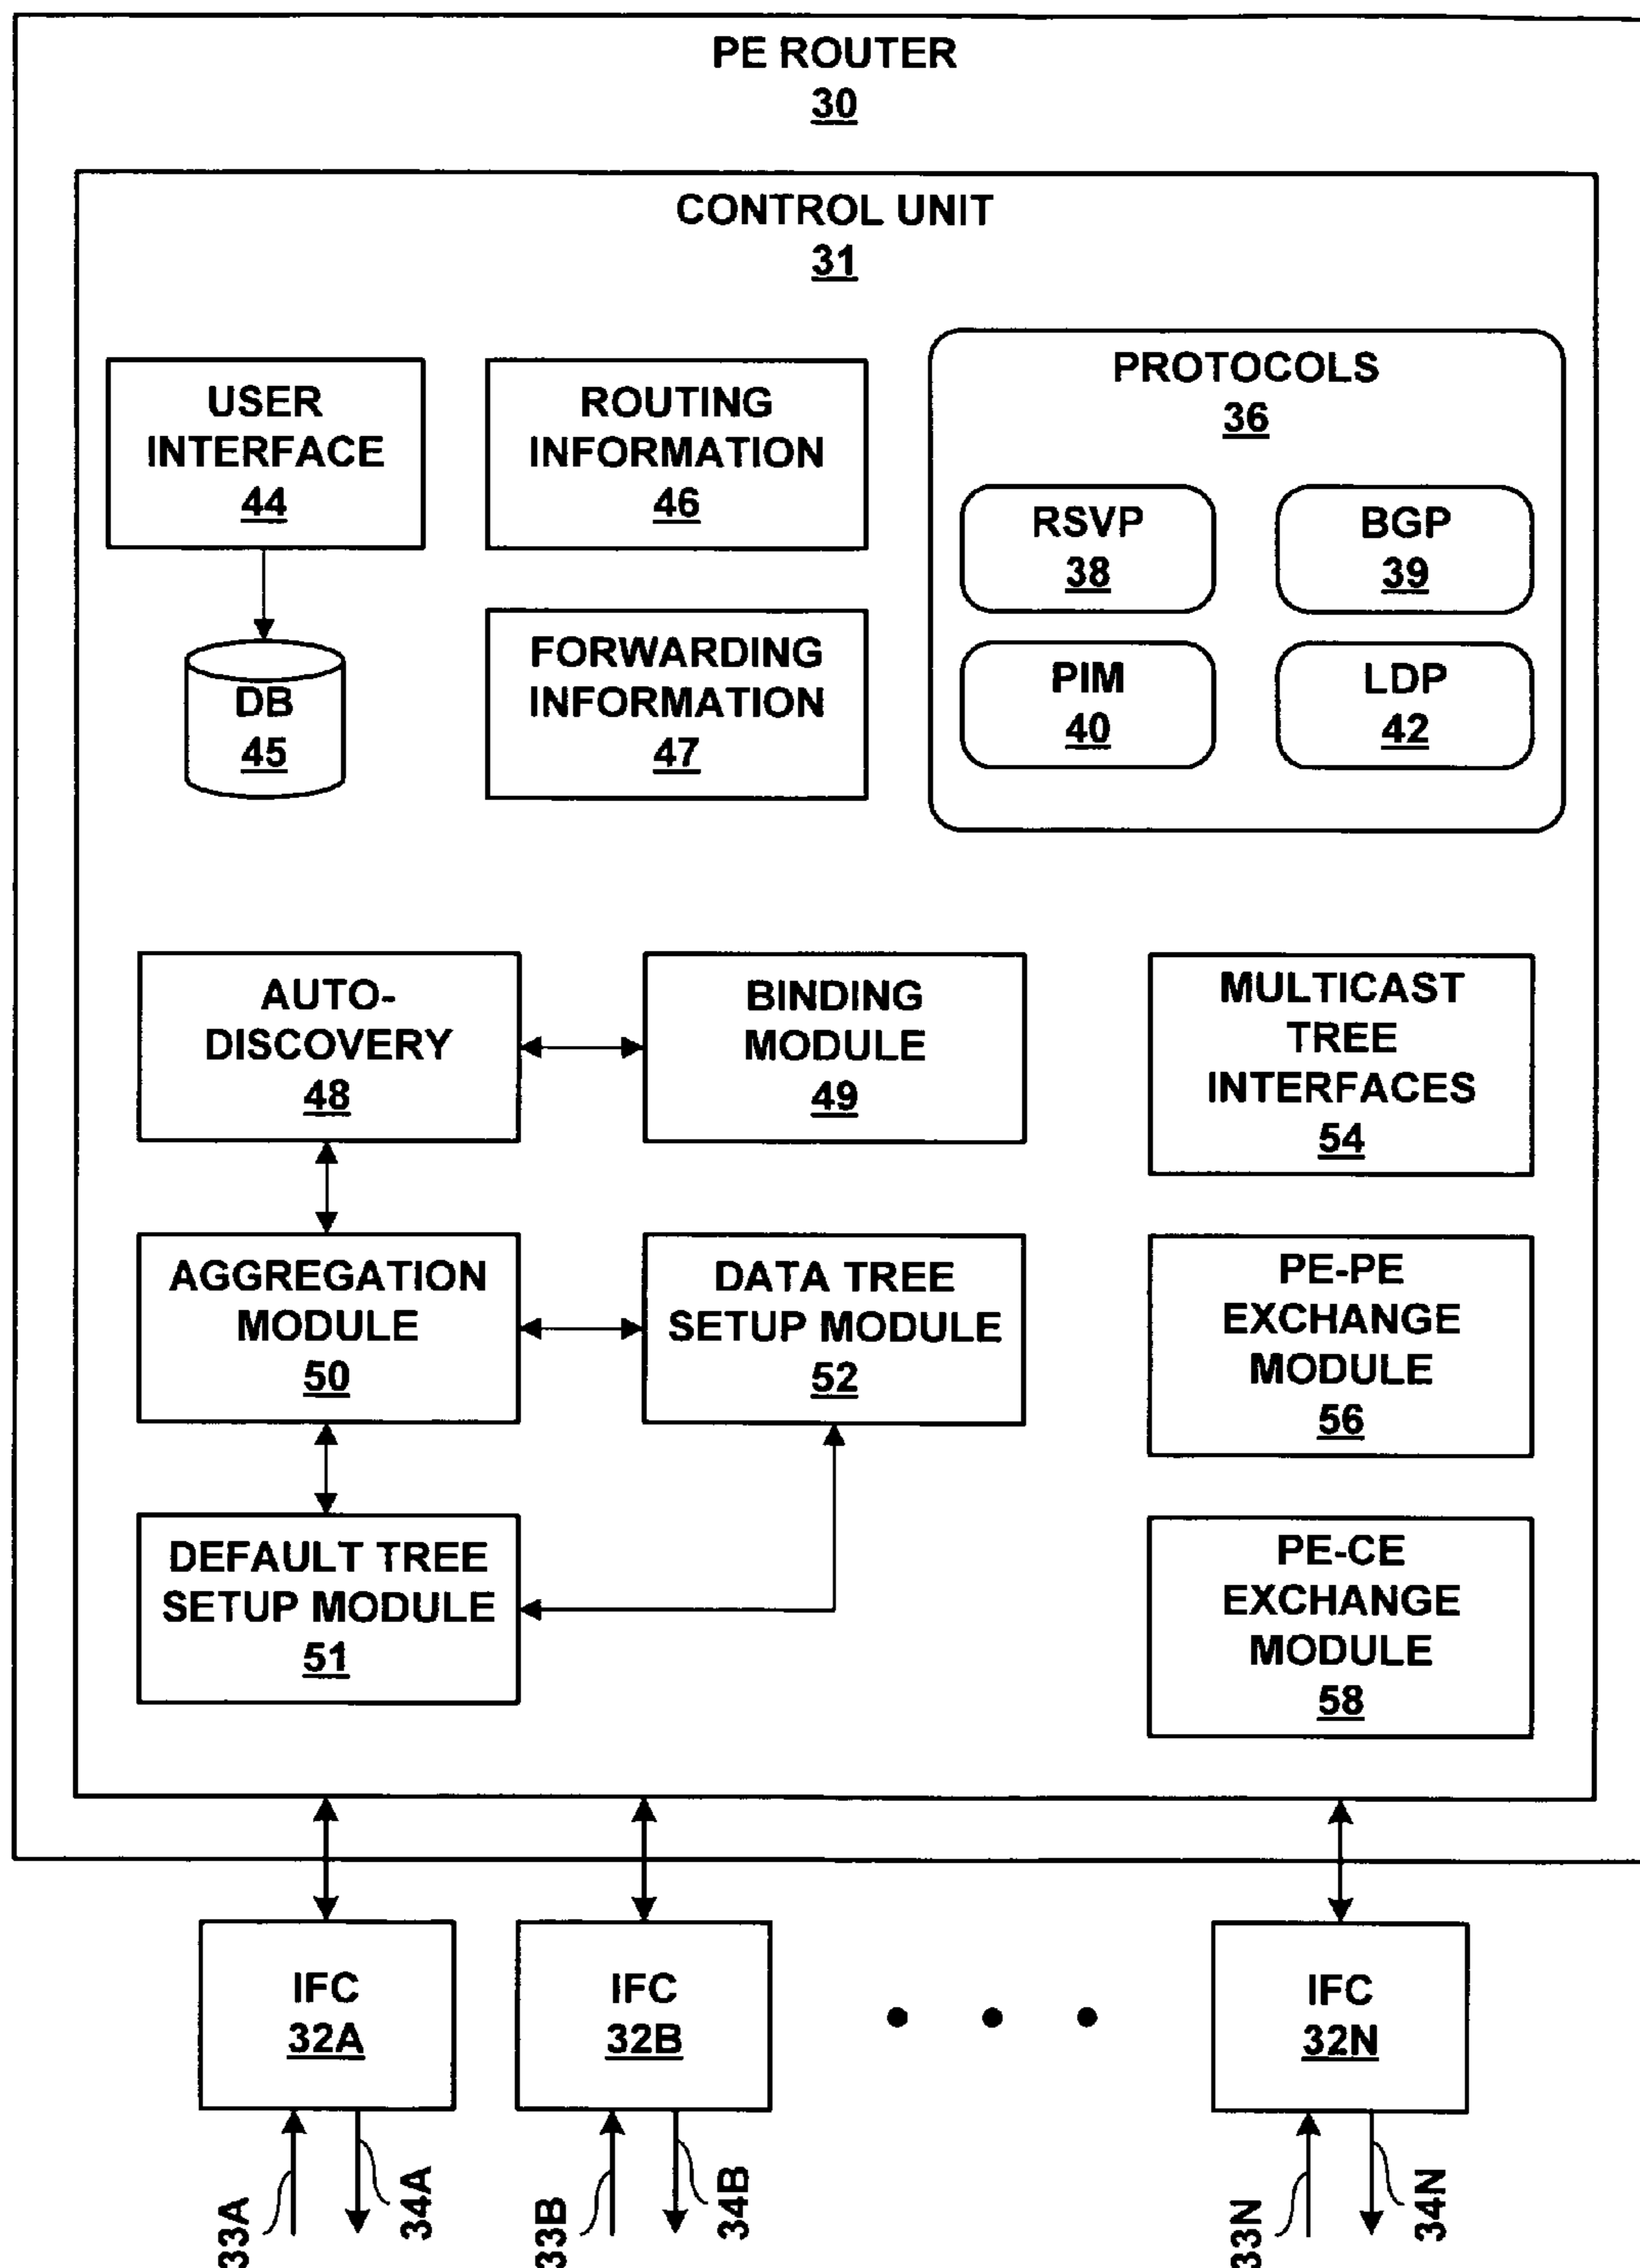 PE ROUTER
30
CONTROL UNIT
31
USER
INTERFACE
44
ROUTING
INFORMATION
46
PROTOCOLS
36
RSVP
38
BGP
39
PIM
40
LDP
42
DB
45
FORWARDING
INFORMATION
47
AUTO-
DISCOVERY
48
BINDING
MODULE
49
MULTICAST
TREE
INTERFACES
54
AGGREGATION
MODULE
50
DATA TREE
SETUP MODULE
52
PE-PE
EXCHANGE
MODULE
56
DEFAULT TREE
SETUP MODULE
51
PE-CE
EXCHANGE
MODULE
58
IFC
32A
IFC
32B
IFC
32N
33A
34A
33B
34B
33N
34N